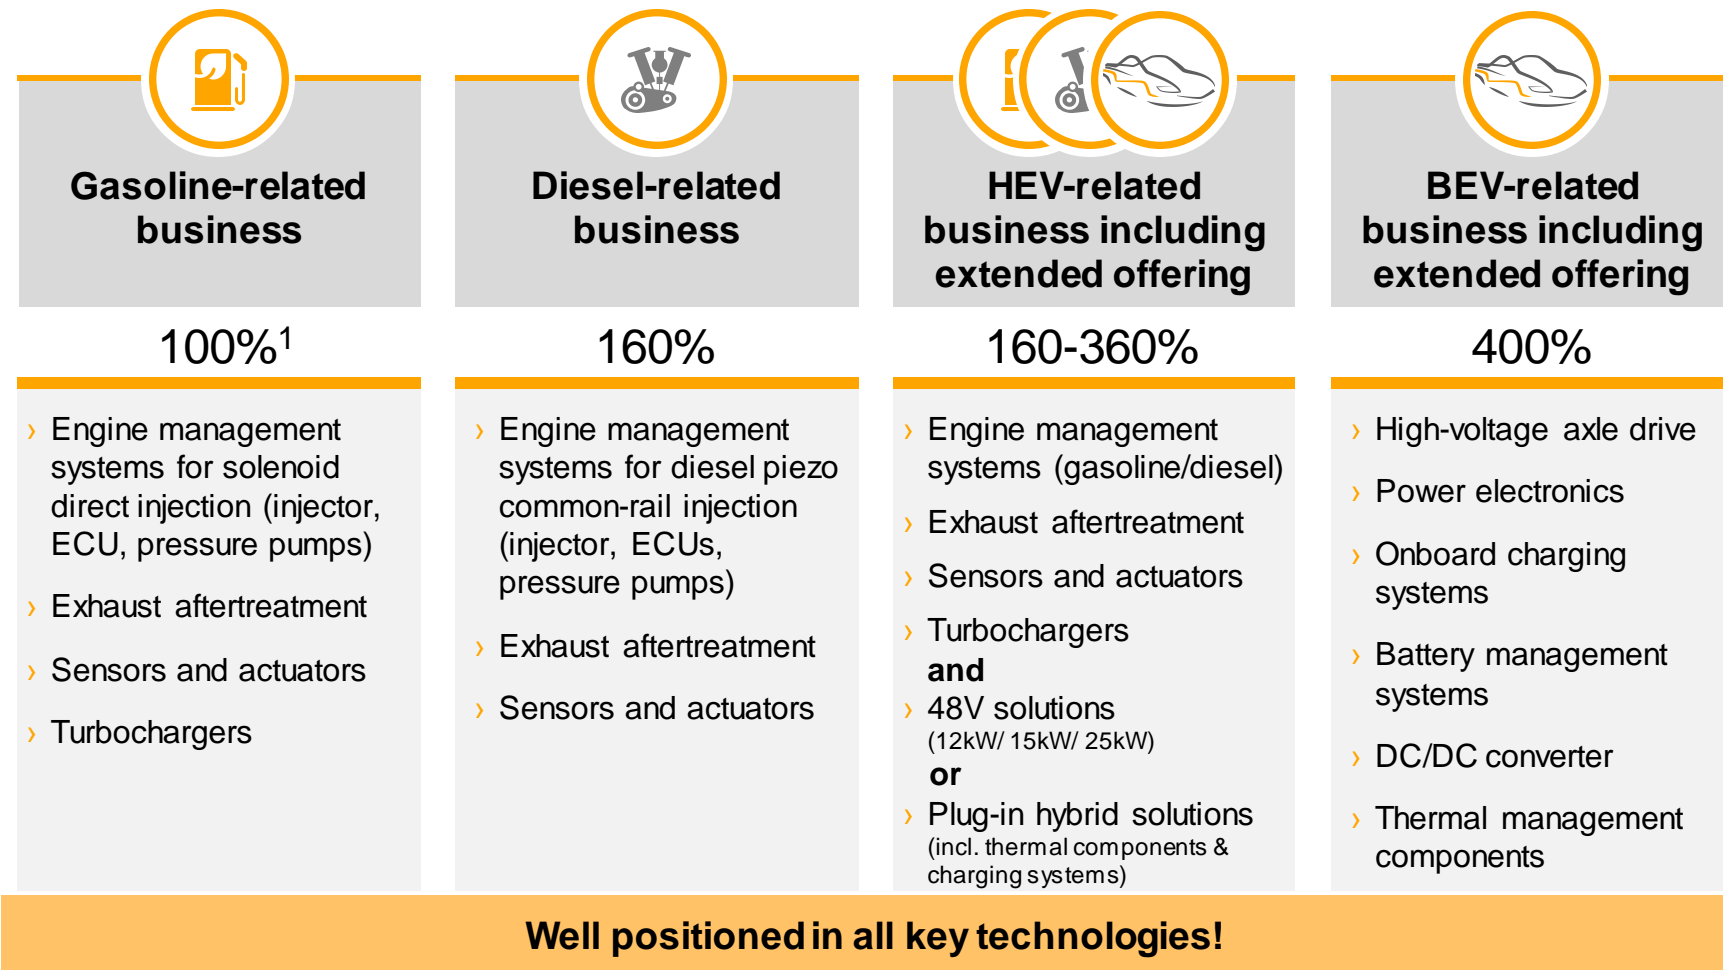 Gasoline-related
business
100%¹
› Engine management
systems for solenoid
direct injection (injector,
ECU, pressure pumps)
› Exhaust aftertreatment
› Sensors and actuators
› Turbochargers
Diesel-related
business
160%
› Engine management
systems for diesel piezo
common-rail injection
(injector, ECUs,
pressure pumps)
› Exhaust aftertreatment
› Sensors and actuators
HEV-related
business including
extended offering
160-360%
› Engine management
systems (gasoline/diesel)
› Exhaust aftertreatment
› Sensors and actuators
› Turbochargers
and
› 48V solutions
(12kW/ 15kW/ 25kW)
or
› Plug-in hybrid solutions
(incl. thermal components &
charging systems)
BEV-related
business including
extended offering
400%
› High-voltage axle drive
› Power electronics
› Onboard charging
systems
› Battery management
systems
› DC/DC converter
› Thermal management
components
Well positioned in all key technologies!